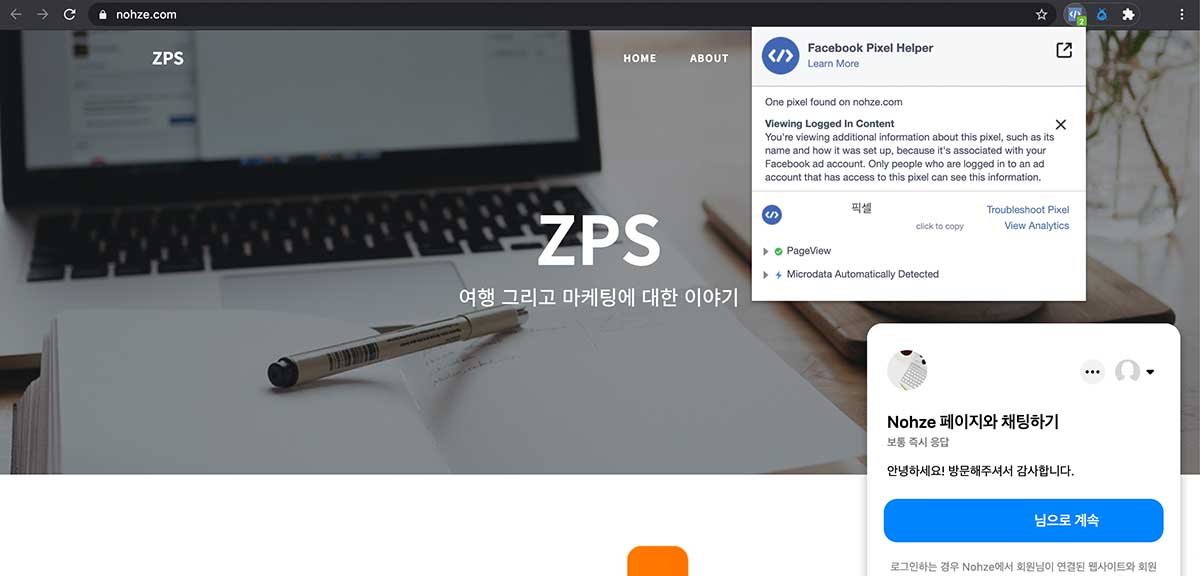 nohze.com
2
ZPS
HOME
ABOUT
ZPS
여행 그리고 마케팅에 대한 이야기
Facebook Pixel Helper
Learn More
One pixel found on nohze.com
Viewing Logged In Content
You're viewing additional information about this pixel, such as its
name and how it was set up, because it's associated with your
Facebook ad account. Only people who are logged in to an ad
account that has access to this pixel can see this information.
픽셀
Troubleshoot Pixel
click to copy
View Analytics
PageView
Microdata Automatically Detected
Nohze 페이지와 채팅하기
보통 즉시 응답
안녕하세요! 방문해주셔서 감사합니다.
님으로 계속
로그인하는 경우 Nohze에서 회원님이 연결된 웹사이트와 회원